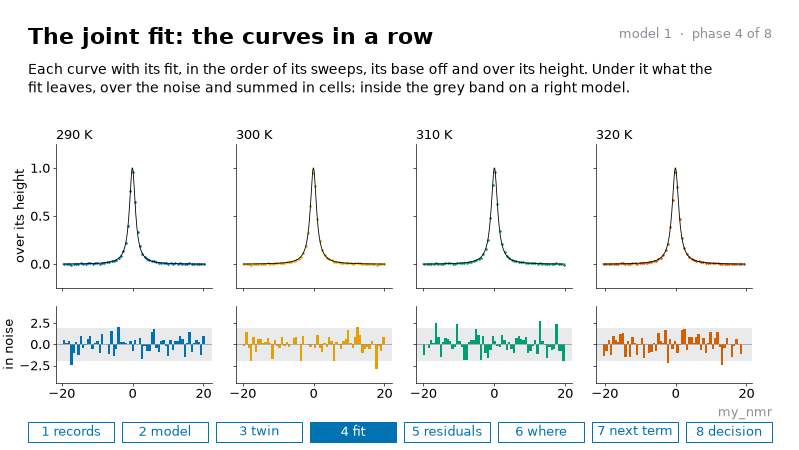 The joint fit: the curves in a row
model 1 · phase 4 of 8
Each curve with its fit, in the order of its sweeps, its base off and over its height. Under it what the
fit leaves, over the noise and summed in cells: inside the grey band on a right model.
290 K
300 K
310 K
320 K
over its height
1.0
0.5
0.0
in noise
2.5
0.0
−2.5
−20 0 20
−20 0 20
−20 0 20
−20 0 20
my_nmr
1 records
2 model
3 twin
4 fit
5 residuals
6 where
7 next term
8 decision